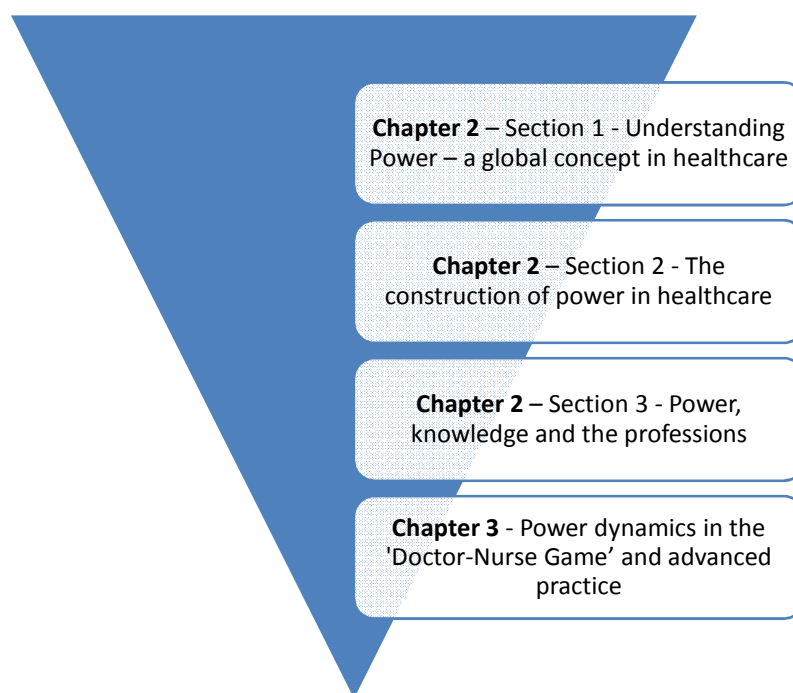 Chapter 2 – Section 1 - Understanding
Power – a global concept in healthcare
Chapter 2 – Section 2 - The
construction of power in healthcare
Chapter 2 – Section 3 - Power,
knowledge and the professions
Chapter 3 - Power dynamics in the
'Doctor-Nurse Game’ and advanced
practice